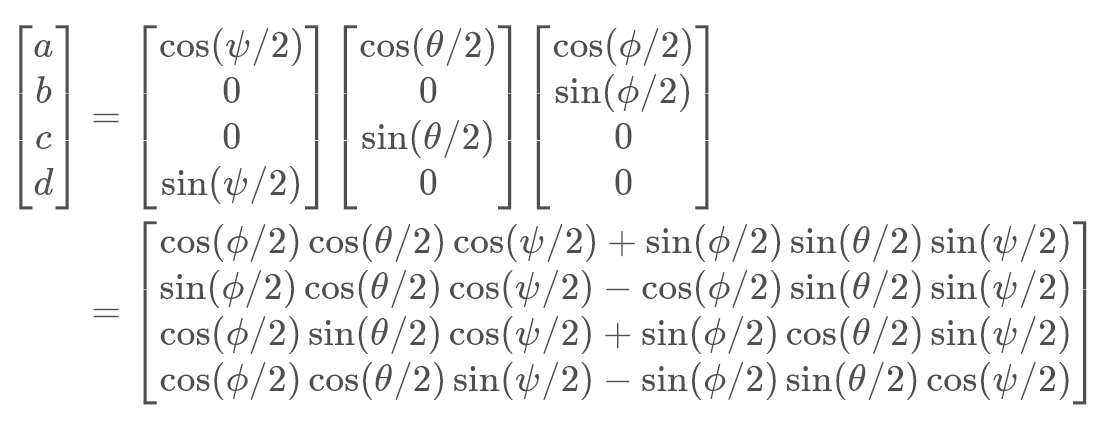 [a b c d] = [cos(ψ/2) 0 0 sin(ψ/2)] [cos(θ/2) 0 sin(θ/2) 0] [cos(ϕ/2) sin(ϕ/2) 0 0]
= [cos(ϕ/2) cos(θ/2) cos(ψ/2) + sin(ϕ/2) sin(θ/2) sin(ψ/2)
sin(ϕ/2) cos(θ/2) cos(ψ/2) − cos(ϕ/2) sin(θ/2) sin(ψ/2)
cos(ϕ/2) sin(θ/2) cos(ψ/2) + sin(ϕ/2) cos(θ/2) sin(ψ/2)
cos(ϕ/2) cos(θ/2) sin(ψ/2) − sin(ϕ/2) sin(θ/2) cos(ψ/2)]